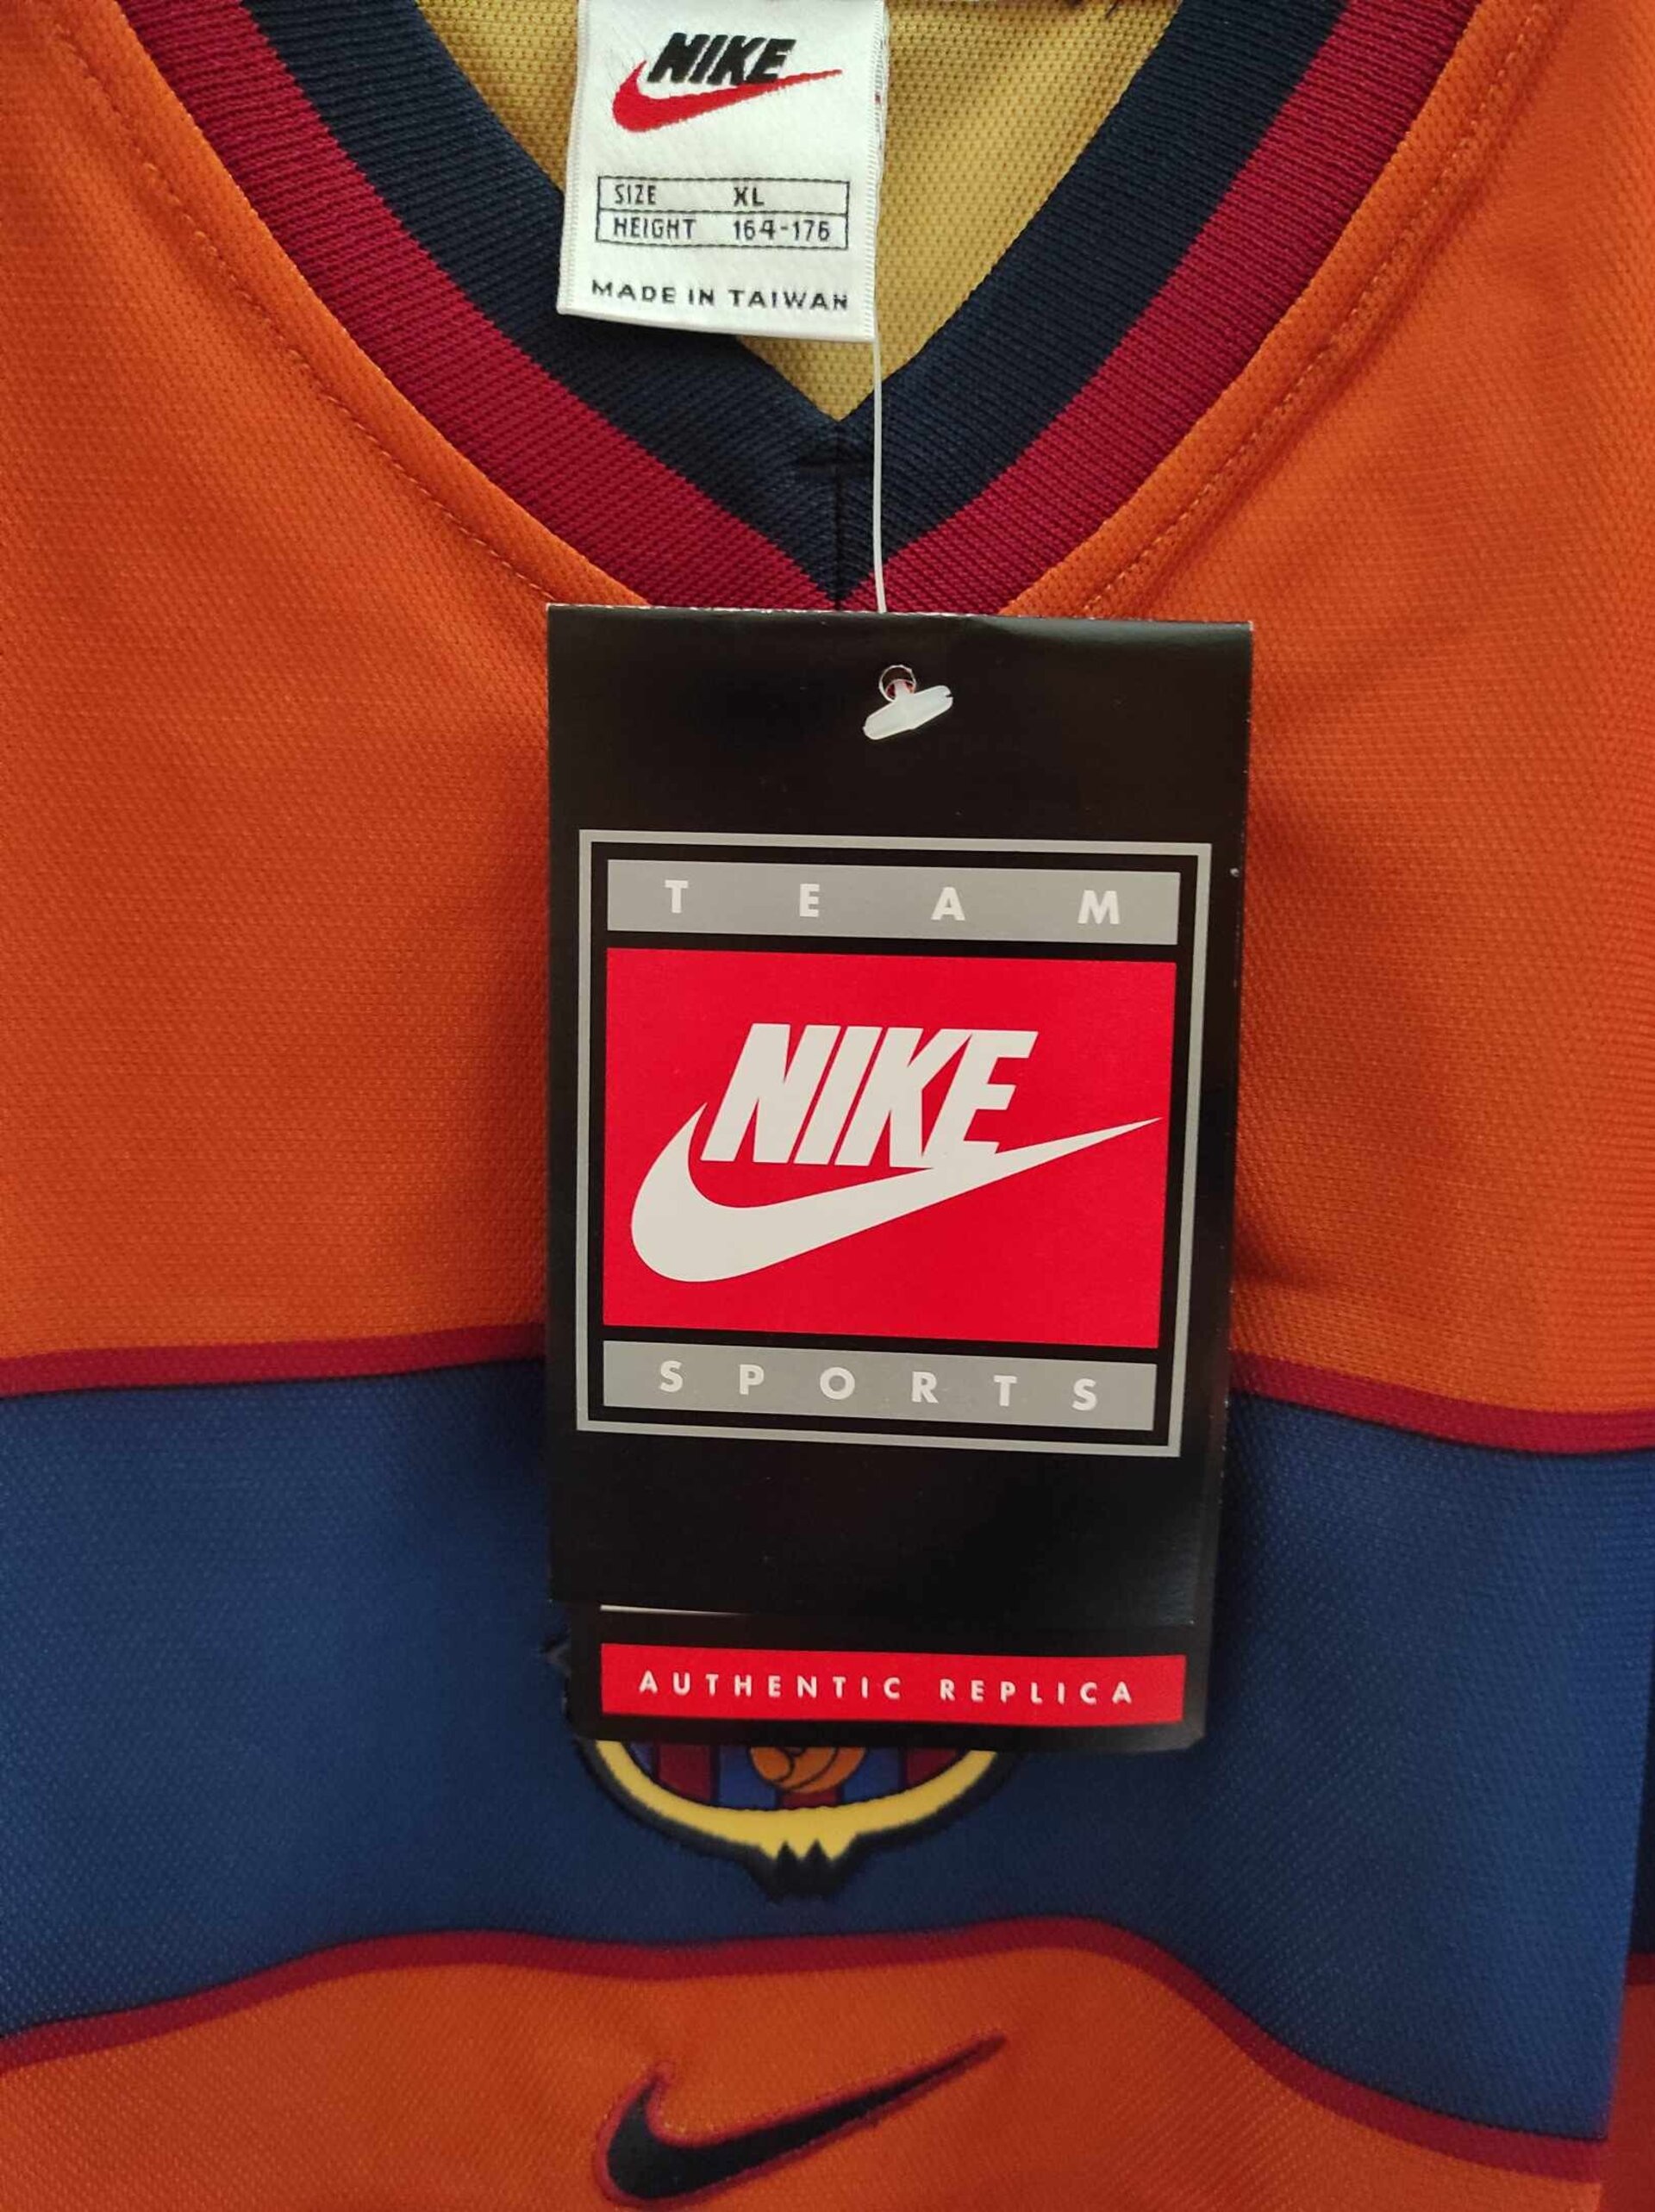 NIKE
SIZE XL
HEIGHT 164-176
MADE IN TAIWAN
TEAM
NIKE
SPORTS
AUTHENTIC REPLICA